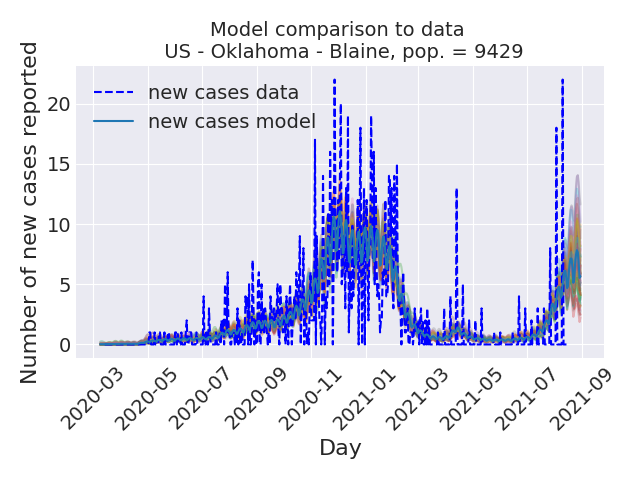 Model comparison to data
US - Oklahoma - Blaine, pop. = 9429
Number of new cases reported
20
15
10
5
0
new cases data
new cases model
2020-03
2020-05
2020-07
2020-09
2020-11
2021-01
2021-03
2021-05
2021-07
2021-09
Day